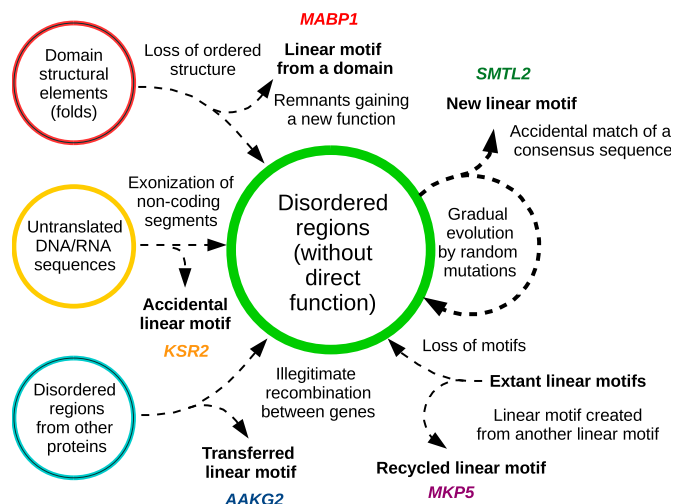 MABP1
Domain
structural
elements
(folds)
Loss of ordered
structure
Linear motif
from a domain
Remnants gaining
a new function
SMTL2
New linear motif
Accidental match of a
consensus sequence
Exonization of
non-coding
segments
Untranslated
DNA/RNA
sequences
Disordered
regions
(without
direct
function)
Gradual
evolution
by random
mutations
Accidental
linear motif
KSR2
Disordered
regions
from other
proteins
Illegitimate
recombination
between genes
Transferred
linear motif
AAKG2
Loss of motifs
Extant linear motifs
Linear motif created
from another linear motif
Recycled linear motif
MKP5